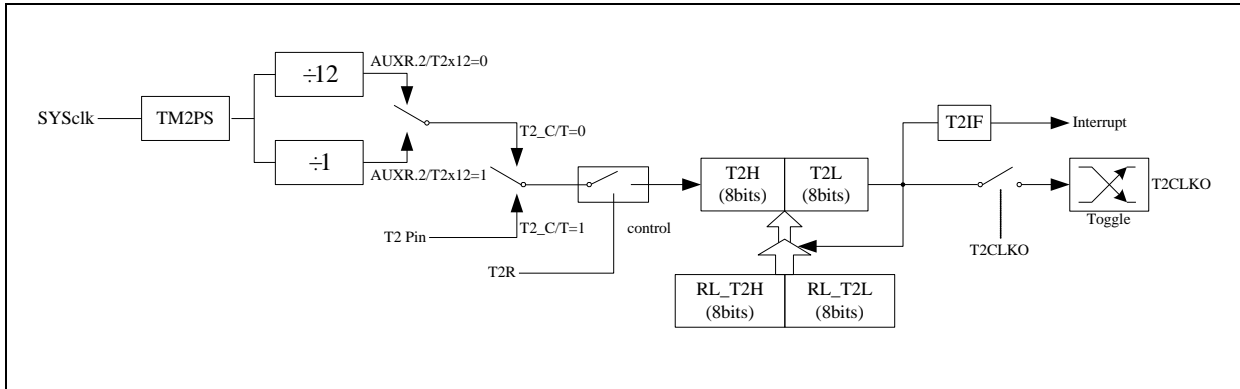 SYSclk
TM2PS
÷12
÷1
AUXR.2/T2x12=0
AUXR.2/T2x12=1
T2_C/T=0
T2_C/T=1
T2 Pin
T2R
control
T2H
(8bits)
T2L
(8bits)
RL_T2H
(8bits)
RL_T2L
(8bits)
T2IF
Interrupt
T2CLKO
Toggle
T2CLKO